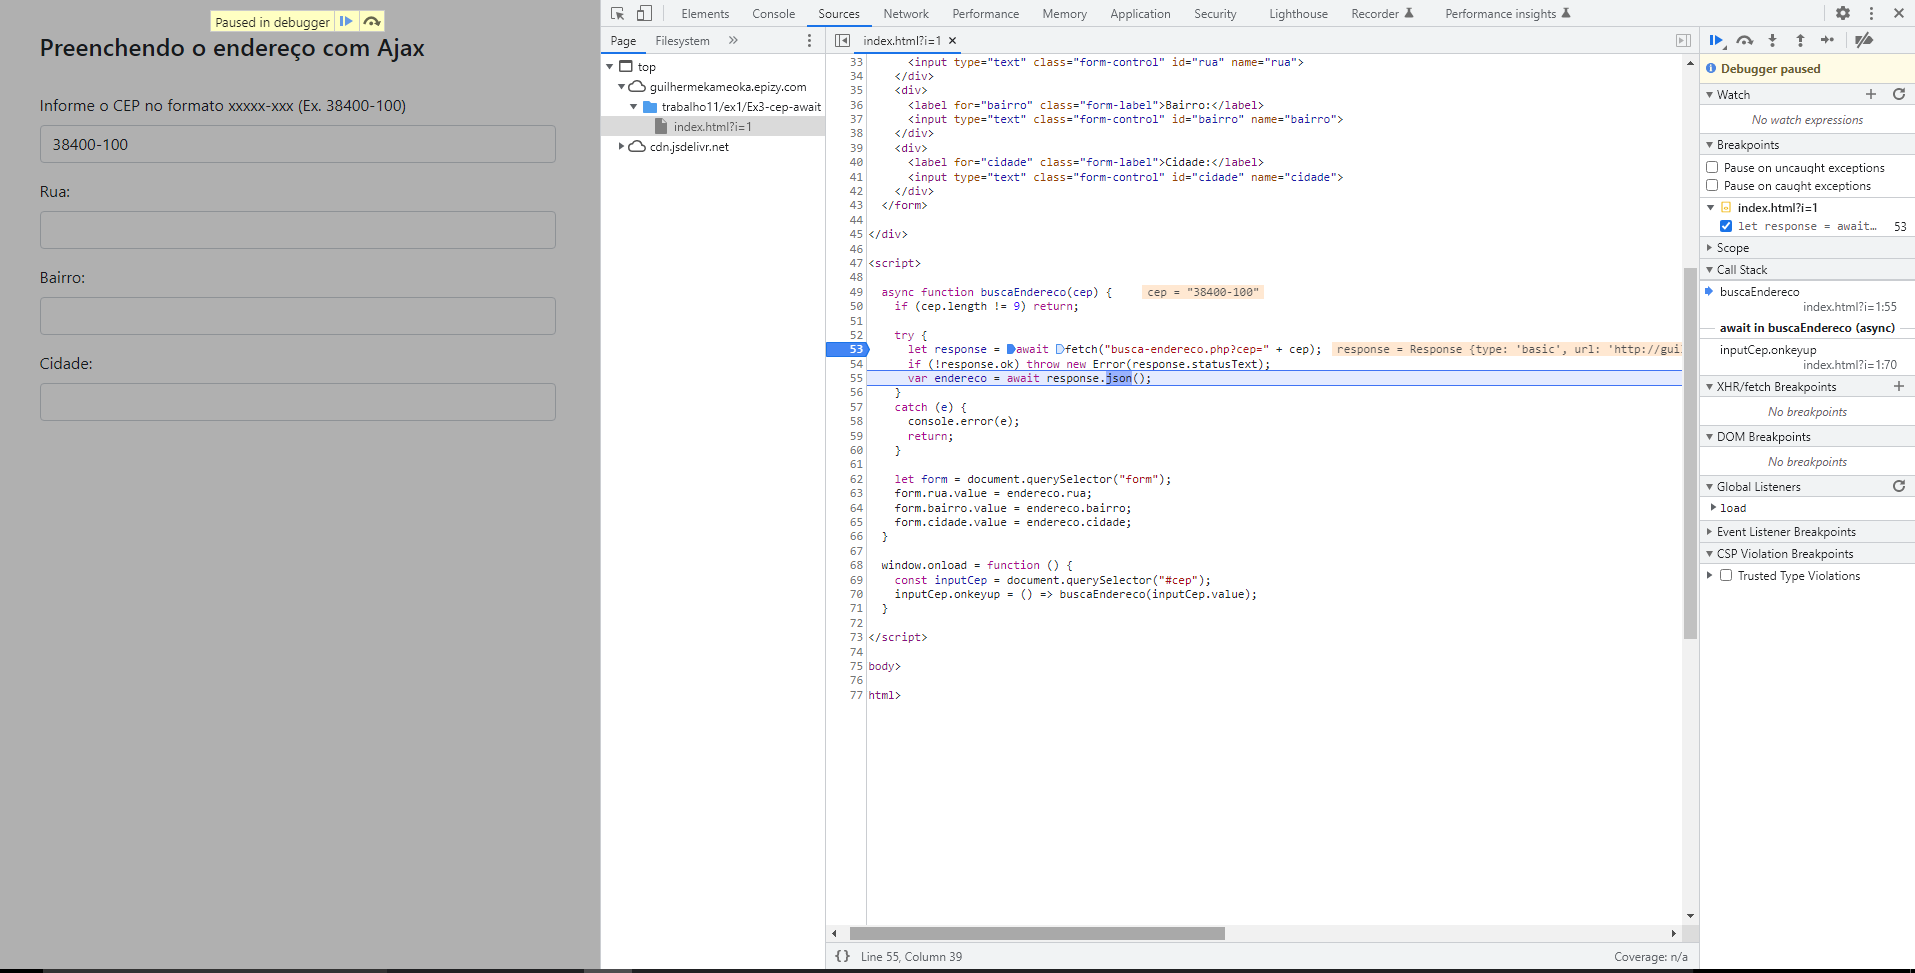 Paused in debugger
Preenchendo o endereço com Ajax
Informe o CEP no formato xxxxx-xxx (Ex. 38400-100)
38400-100
Rua:
Bairro:
Cidade:
Elements Console Sources Network Performance Memory Application Security Lighthouse Recorder Performance insights
Page Filesystem »
top
guilhermekameoka.epizy.com
trabalho11/ex1/Ex3-cep-await
index.html?i=1
cdn.jsdelivr.net
index.html?i=1 ×
33 <input type="text" class="form-control" id="rua" name="rua">
34 </div>
35 <div>
36 <label for="bairro" class="form-label">Bairro:</label>
37 <input type="text" class="form-control" id="bairro" name="bairro">
38 </div>
39 <div>
40 <label for="cidade" class="form-label">Cidade:</label>
41 <input type="text" class="form-control" id="cidade" name="cidade">
42 </div>
43 </form>
44
45 </div>
46
47 <script>
48
49 async function buscaEndereco(cep) { cep = "38400-100"
50 if (cep.length != 9) return;
51
52 try {
53 let response = await fetch("busca-endereco.php?cep=" + cep); response = Response {type: 'basic', url: 'http://gui
54 if (!response.ok) throw new Error(response.statusText);
55 var endereco = await response.json();
56 }
57 catch (e) {
58 console.error(e);
59 return;
60 }
61
62 let form = document.querySelector("form");
63 form.rua.value = endereco.rua;
64 form.bairro.value = endereco.bairro;
65 form.cidade.value = endereco.cidade;
66 }
67
68 window.onload = function () {
69 const inputCep = document.querySelector("#cep");
70 inputCep.onkeyup = () => buscaEndereco(inputCep.value);
71 }
72
73 </script>
74
75 body>
76
77 html>
{} Line 55, Column 39
Coverage: n/a
Debugger paused
Watch
No watch expressions
Breakpoints
Pause on uncaught exceptions
Pause on caught exceptions
index.html?i=1
let response = await… 53
Scope
Call Stack
buscaEndereco
index.html?i=1:55
await in buscaEndereco (async)
inputCep.onkeyup
index.html?i=1:70
XHR/fetch Breakpoints
No breakpoints
DOM Breakpoints
No breakpoints
Global Listeners
load
Event Listener Breakpoints
CSP Violation Breakpoints
Trusted Type Violations